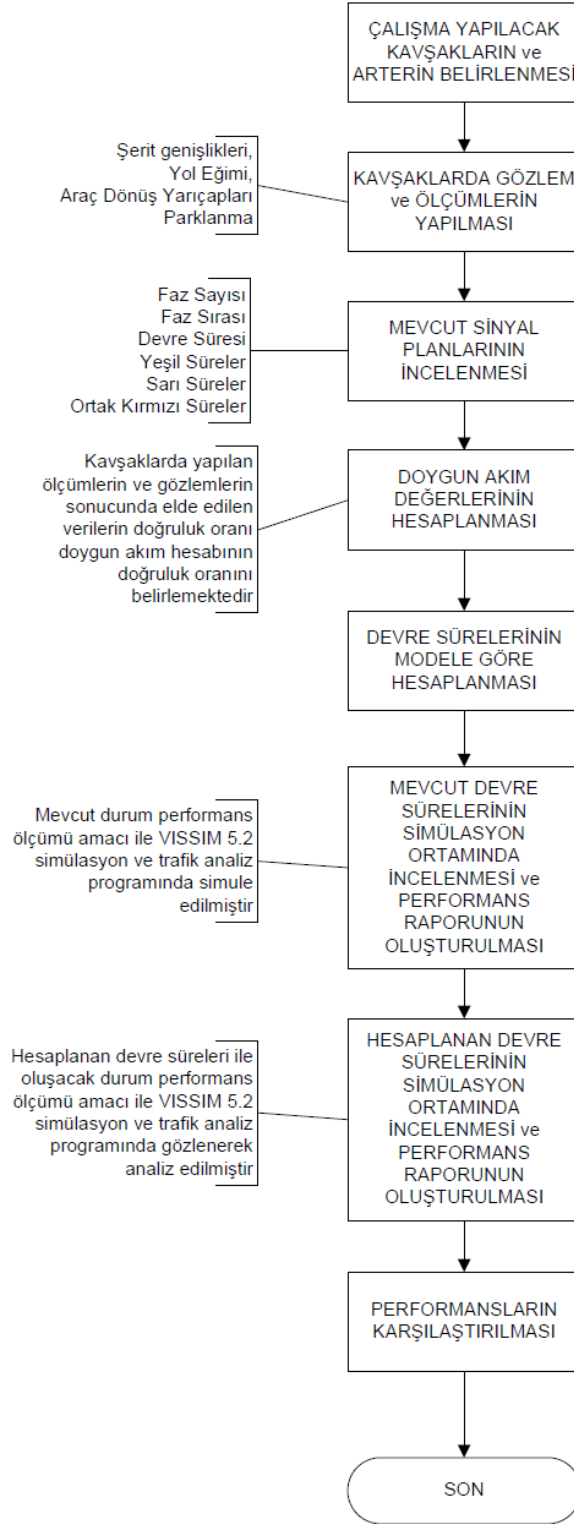 ÇALIŞMA YAPILACAK
KAVŞAKLARIN ve
ARTERİN BELİRLENMESİ
Şerit genişlikleri,
Yol Eğimi,
Araç Dönüş Yarıçapları
Parklanma
KAVŞAKLARDA GÖZLEM
ve ÖLÇÜMLERİN
YAPILMASI
Faz Sayısı
Faz Sırası
Devre Süresi
Yeşil Süreler
Sarı Süreler
Ortak Kırmızı Süreler
MEVCUT SİNYAL
PLANLARININ
İNCELENMESİ
Kavşaklarda yapılan
ölçümlerin ve gözlemlerin
sonucunda elde edilen
verilerin doğruluk oranı
doygun akım hesabının
doğruluk oranını
belirlemektedir
DOYGUN AKIM
DEĞERLERİNİN
HESAPLANMASI
DEVRE SÜRELERİNİN
MODELE GÖRE
HESAPLANMASI
Mevcut durum performans
ölçümü amacı ile VISSIM 5.2
simülasyon ve trafik analiz
programında simule
edilmiştir
MEVCUT DEVRE
SÜRELERİNİN
SİMÜLASYON
ORTAMINDA
İNCELENMESİ ve
PERFORMANS
RAPORUNUN
OLUŞTURULMASI
Hesaplanan devre süreleri ile
oluşacak durum performans
ölçümü amacı ile VISSIM 5.2
simülasyon ve trafik analiz
programında gözlenerek
analiz edilmiştir
HESAPLANAN DEVRE
SÜRELERİNİN
SİMÜLASYON
ORTAMINDA
İNCELENMESİ ve
PERFORMANS
RAPORUNUN
OLUŞTURULMASI
PERFORMANSLARIN
KARŞILAŞTIRILMASI
SON